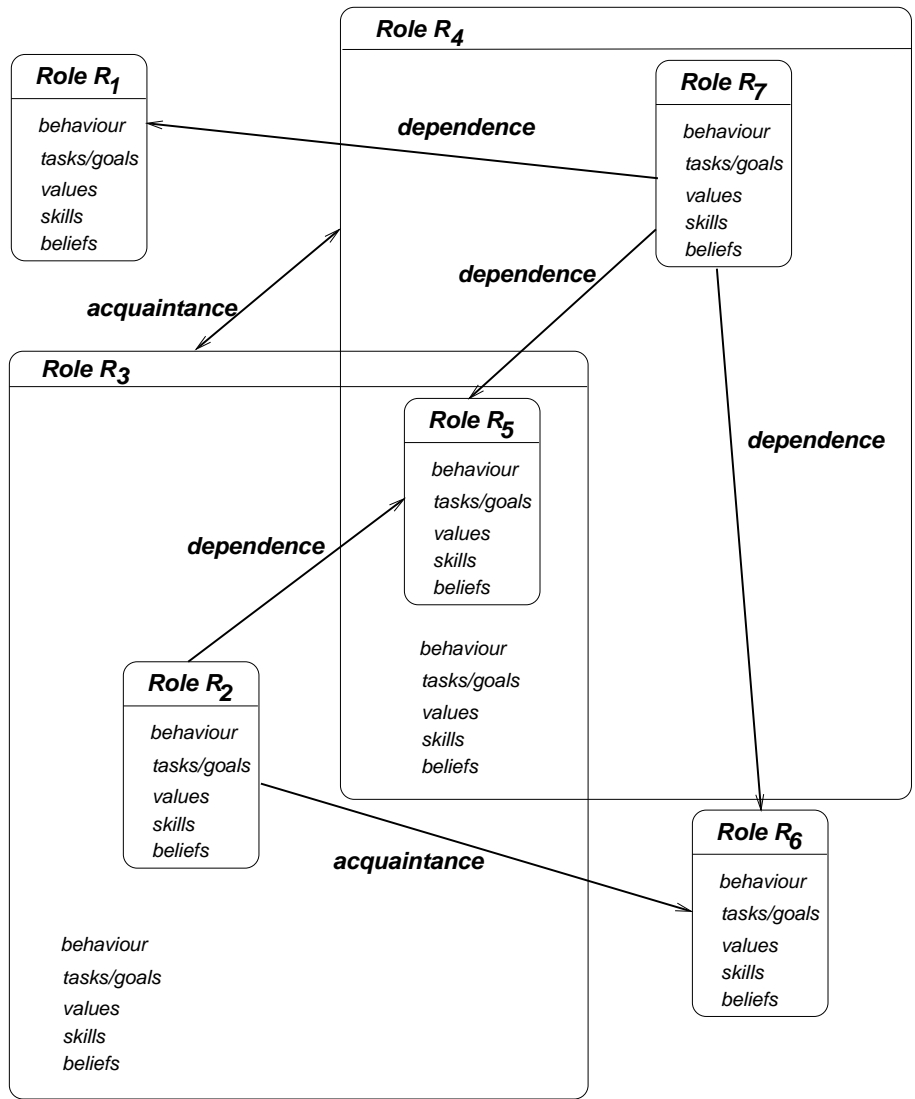 Role R4
Role R1
behaviour
tasks/goals
values
skills
beliefs
Role R7
behaviour
tasks/goals
values
skills
beliefs
dependence
dependence
acquaintance
Role R3
Role R5
behaviour
tasks/goals
values
skills
beliefs
dependence
dependence
behaviour
tasks/goals
values
skills
beliefs
Role R2
behaviour
tasks/goals
values
skills
beliefs
acquaintance
Role R6
behaviour
tasks/goals
values
skills
beliefs
behaviour
tasks/goals
values
skills
beliefs